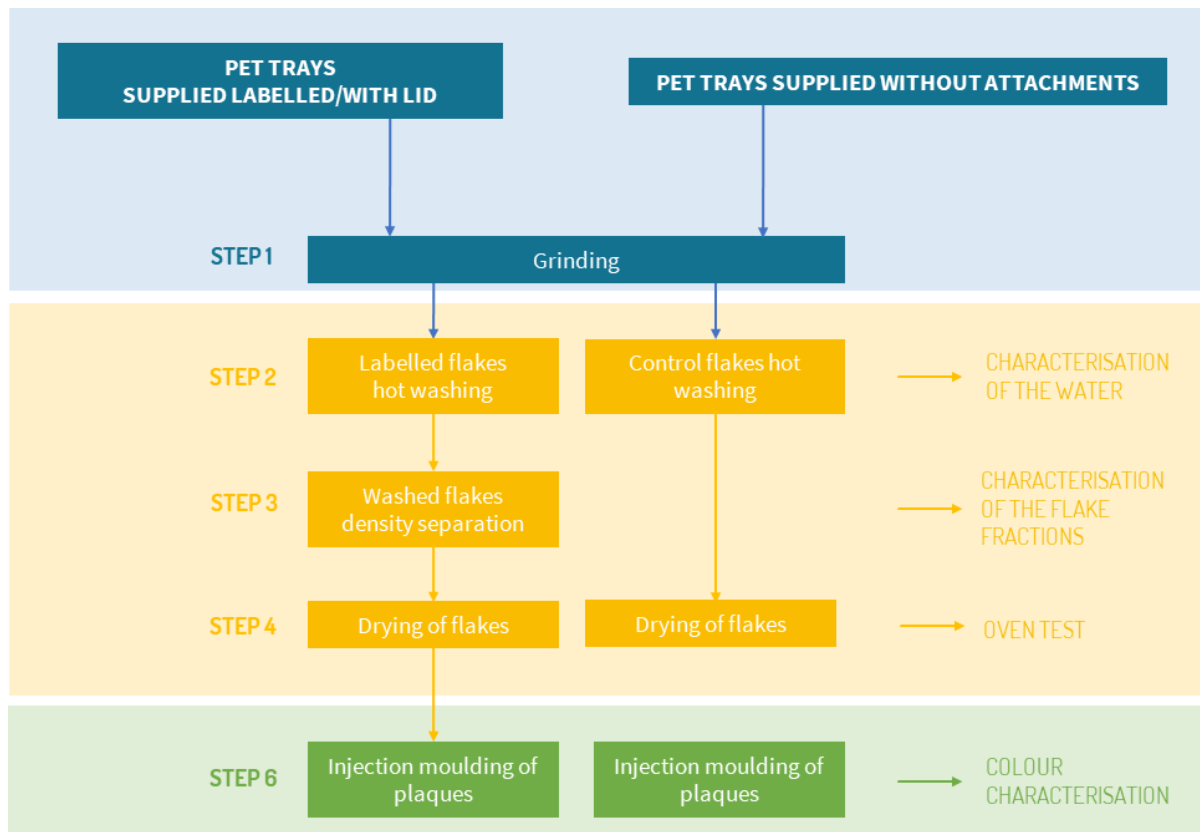 PET TRAYS
SUPPLIED LABELLED/WITH LID
PET TRAYS SUPPLIED WITHOUT ATTACHMENTS
STEP 1
Grinding
STEP 2
Labelled flakes
hot washing
Control flakes hot
washing
CHARACTERISATION
OF THE WATER
STEP 3
Washed flakes
density separation
CHARACTERISATION
OF THE FLAKE
FRACTIONS
STEP 4
Drying of flakes
Drying of flakes
OVEN TEST
STEP 6
Injection moulding of
plaques
Injection moulding of
plaques
COLOUR
CHARACTERISATION